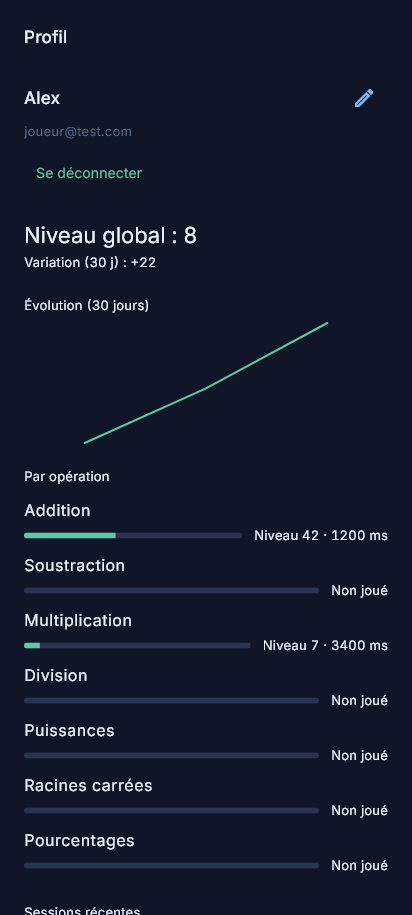 Profil
Alex
joueur@test.com
Se déconnecter
Niveau global : 8
Variation (30 j) : +22
Évolution (30 jours)
Par opération
Addition
Niveau 42 · 1200 ms
Soustraction
Non joué
Multiplication
Niveau 7 · 3400 ms
Division
Non joué
Puissances
Non joué
Racines carrées
Non joué
Pourcentages
Non joué
Sessions récentes